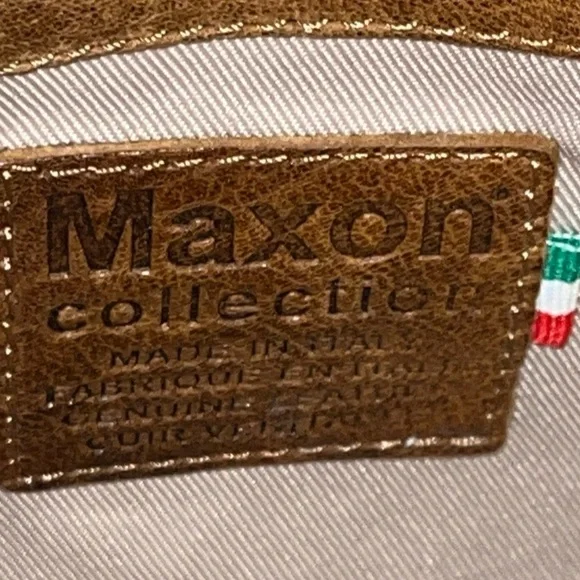 Maxon
collection
MADE IN ITALY
FABRIQUE EN ITALIE
GENUINE LEATHER
CUIR VERITABLE